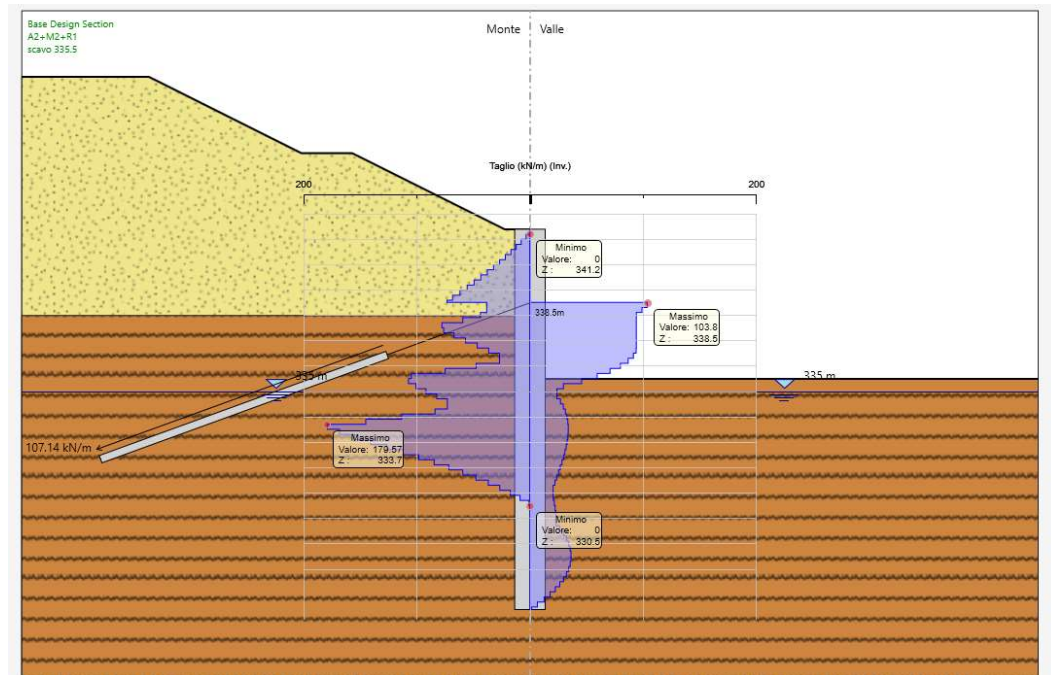 Base Design Section
A2+M2+R1
scavo 335.5
Monte Valle
Taglio (kN/m) (Inv.)
200 200
Minimo
Valore: 0
Z : 341.2
338.5m
Massimo
Valore: 103.8
Z : 338.5
335 m 335 m
107.14 kN/m
Massimo
Valore: 179.57
Z : 333.7
Minimo
Valore: 0
Z : 330.5